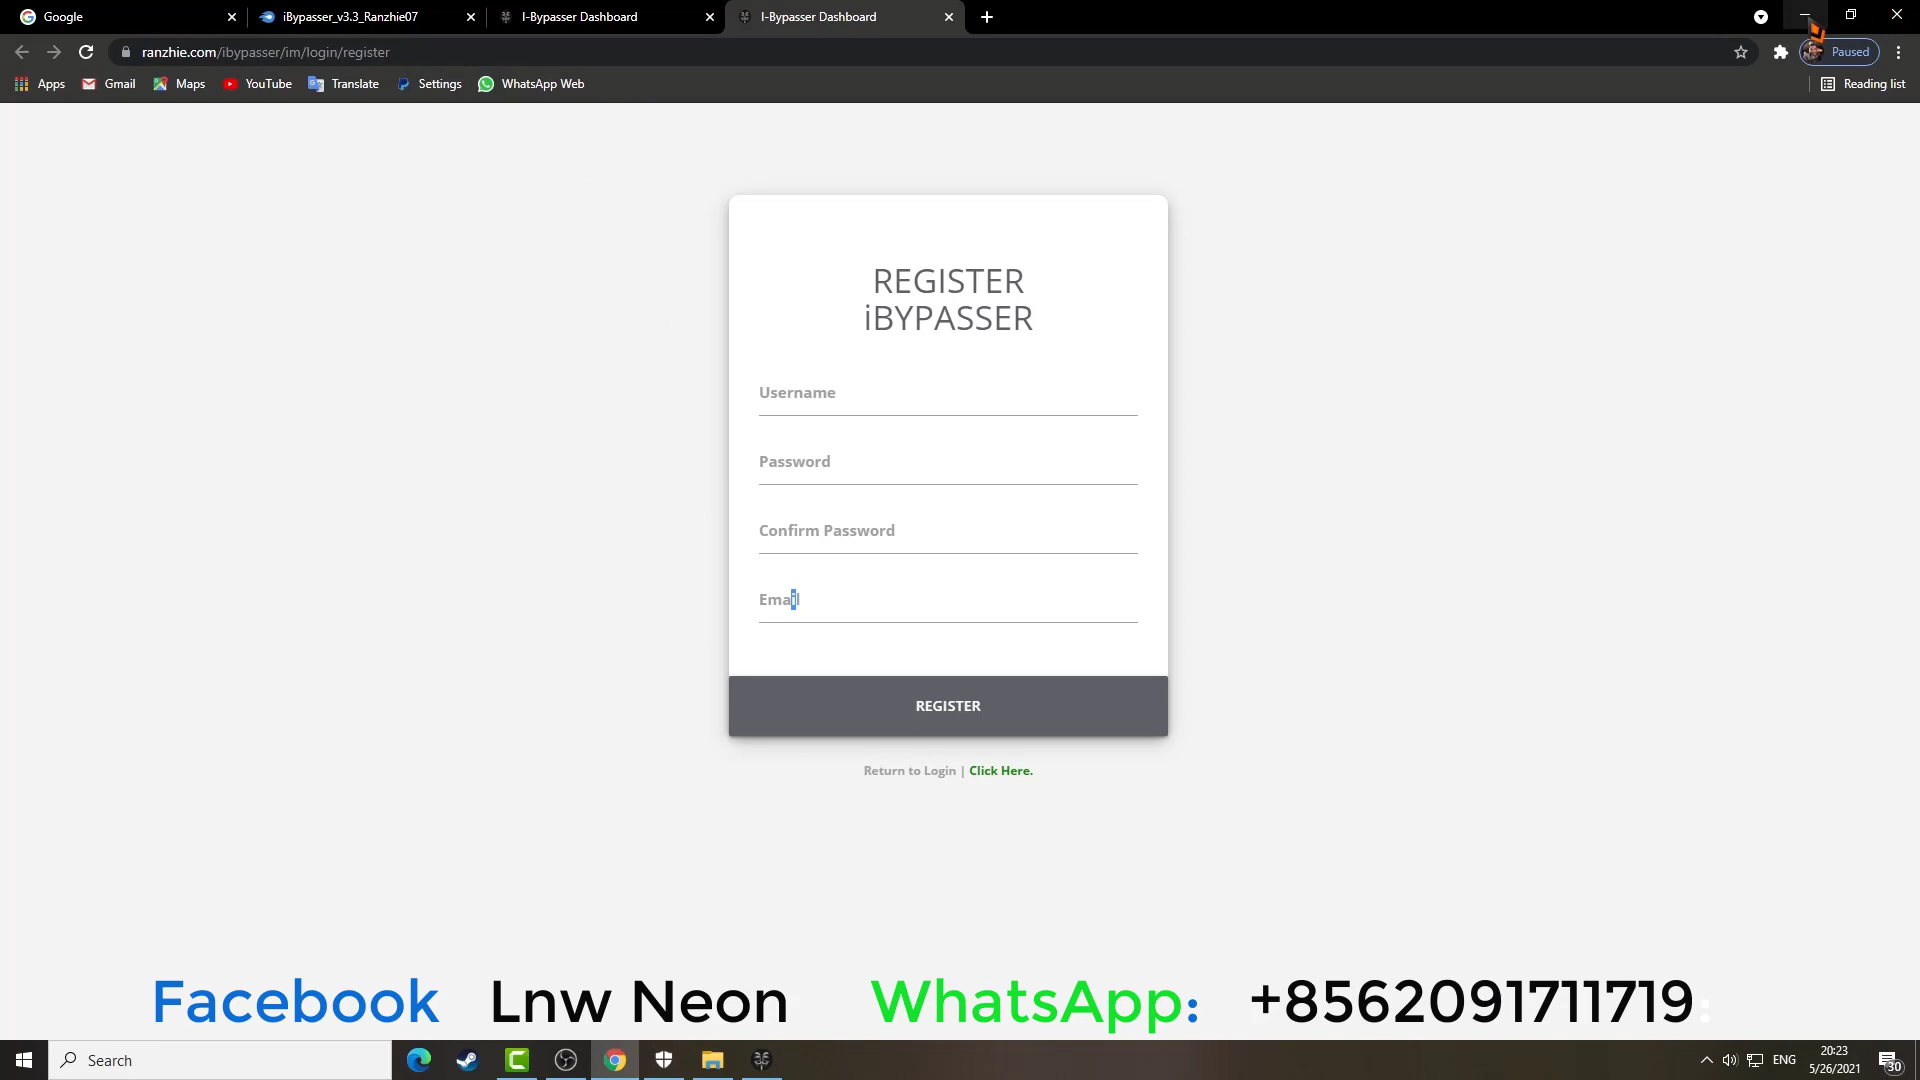 Google
iBypasser_v3.3_Ranzhie07
I-Bypasser Dashboard
I-Bypasser Dashboard
ranzhie.com/ibypasser/im/login/register
Paused
Apps
Gmail
Maps
YouTube
Translate
Settings
WhatsApp Web
Reading list
REGISTER
iBYPASSER
Username
Password
Confirm Password
Email
REGISTER
Return to Login | Click Here.
Facebook Lnw Neon WhatsApp: +8562091711719:
Search
ENG
20:23
5/26/2021
30